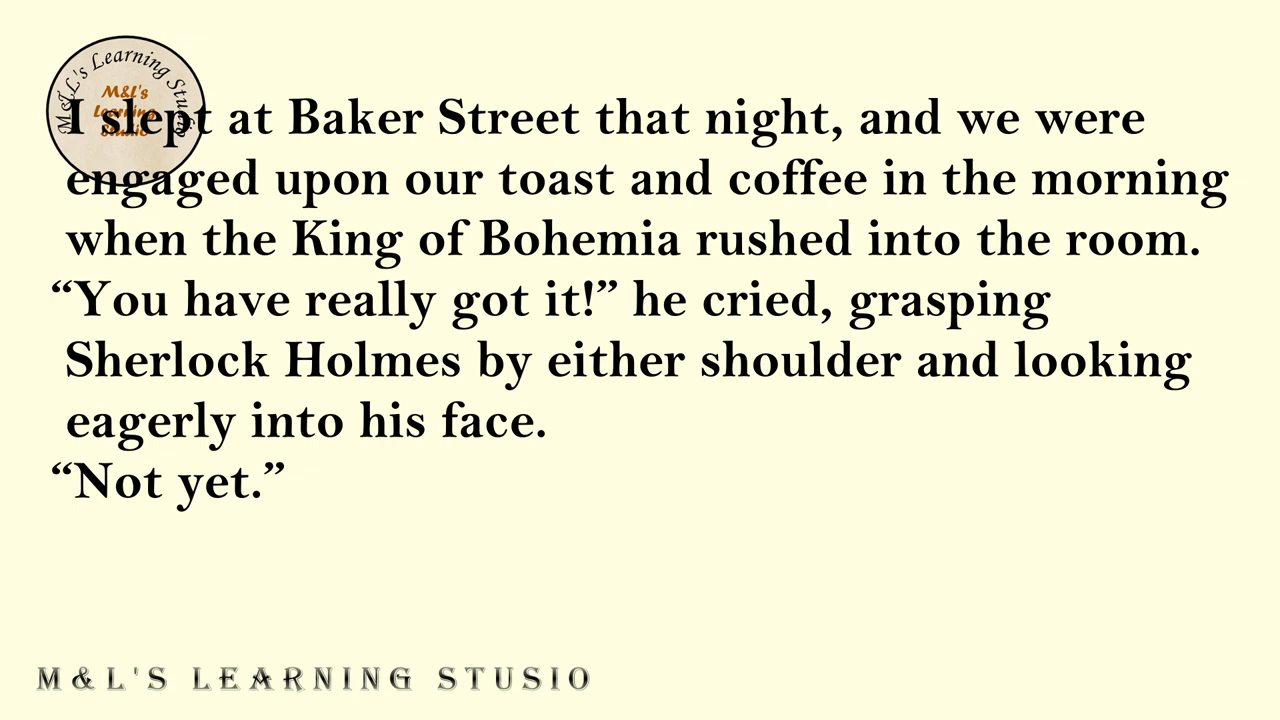 M&L's Learning Studio
M&L's
Learning
Studio
I slept at Baker Street that night, and we were
engaged upon our toast and coffee in the morning
when the King of Bohemia rushed into the room.
“You have really got it!” he cried, grasping
Sherlock Holmes by either shoulder and looking
eagerly into his face.
“Not yet.”
M&L'S LEARNING STUSIO